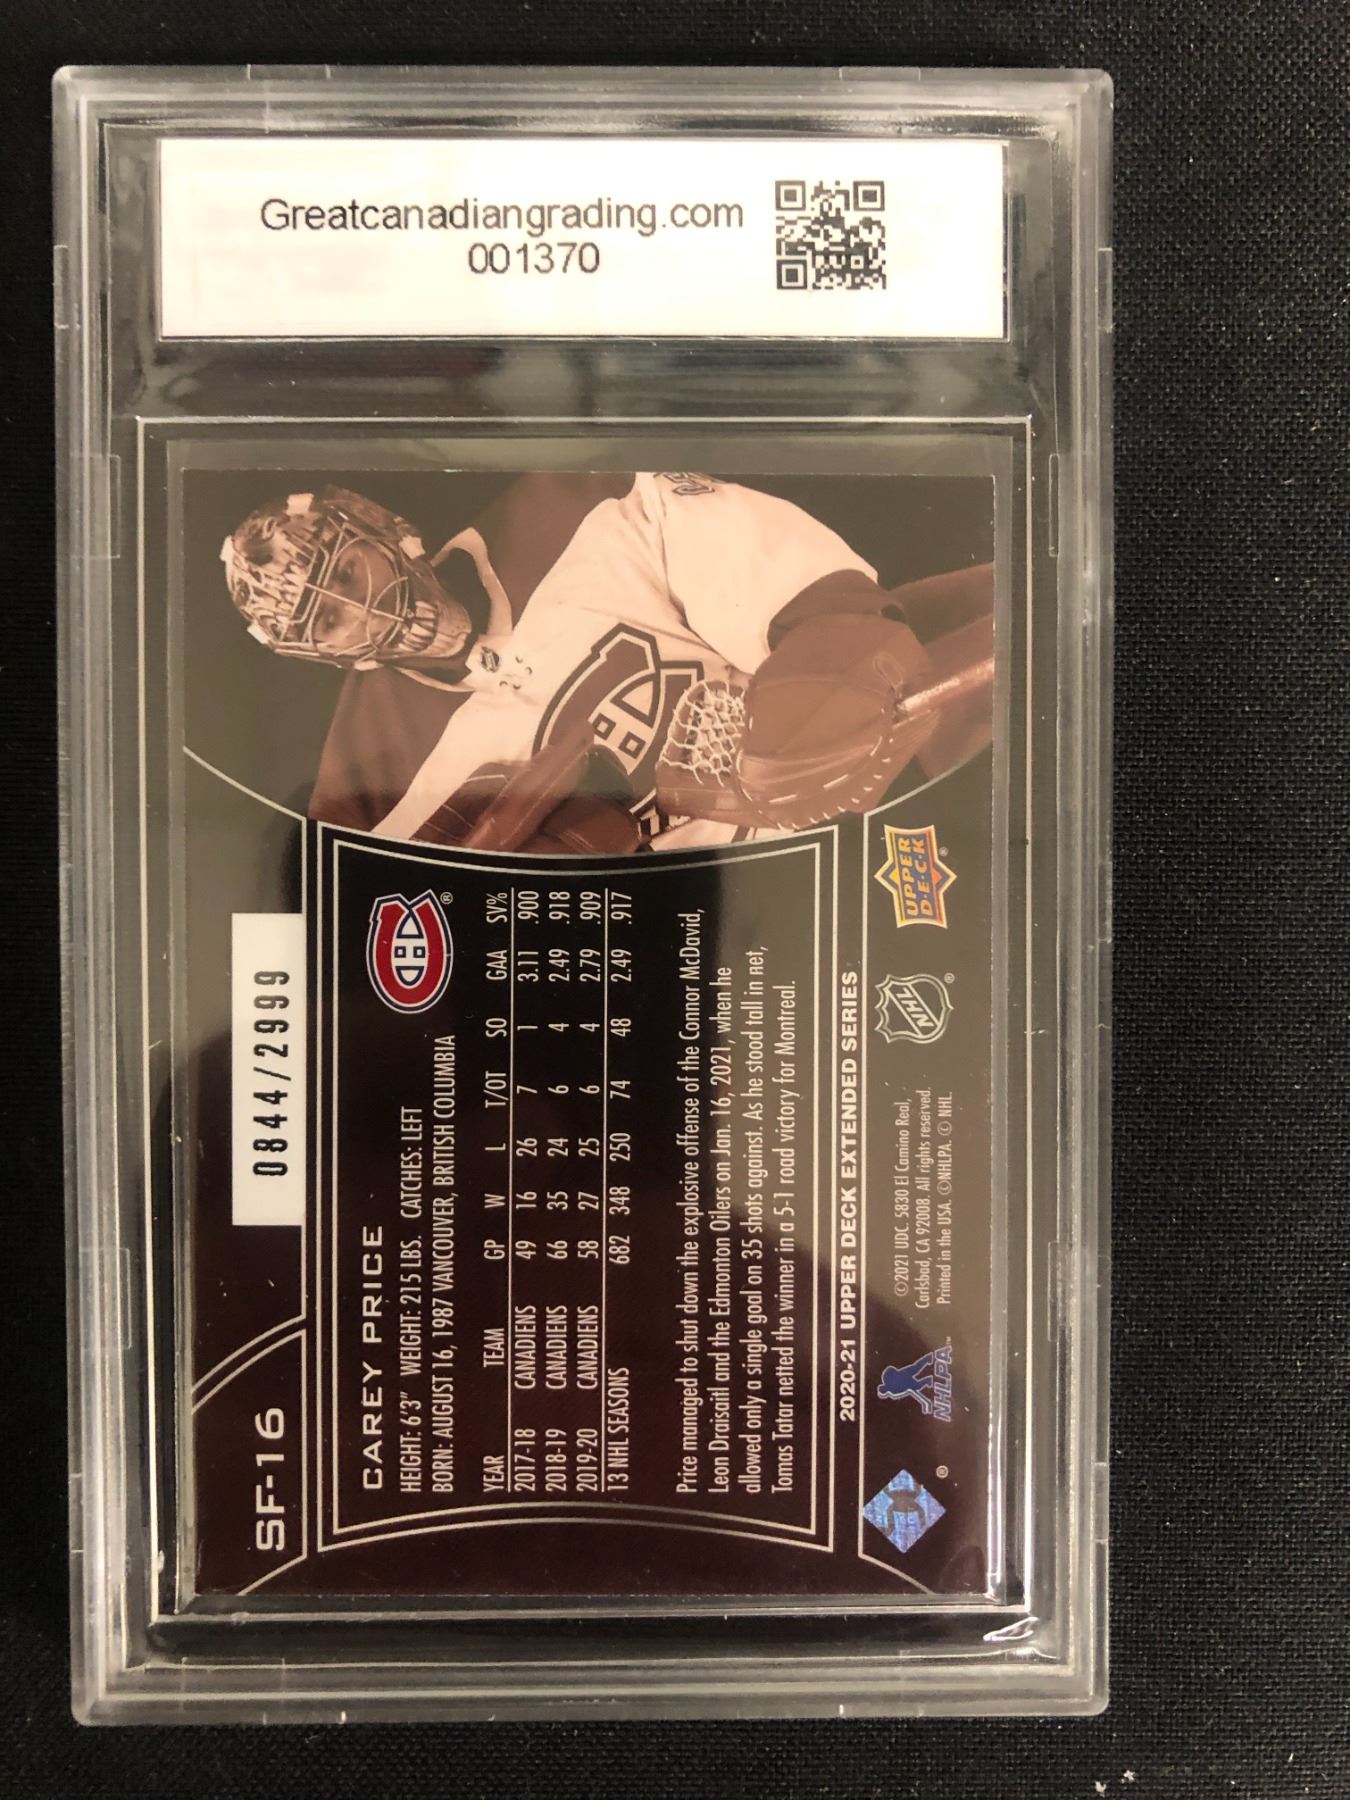 Greatcanadiangrading.com
001370
SF-16
0844/2999
CAREY PRICE
HEIGHT: 6'3" WEIGHT: 215 LBS. CATCHES: LEFT
BORN: AUGUST 16, 1987 VANCOUVER, BRITISH COLUMBIA
YEAR TEAM GP W L T/OT SO GAA SV%
2017-18 CANADIENS 49 16 26 7 1 3.11 .900
2018-19 CANADIENS 66 35 24 6 4 2.49 .918
2019-20 CANADIENS 58 27 25 6 4 2.79 .909
13 NHL SEASONS 682 348 250 74 48 2.49 .917
Price managed to shut down the explosive offense of the Connor McDavid,
Leon Draisaitl and the Edmonton Oilers on Jan. 16, 2021, when he
allowed only a single goal on 35 shots against. As he stood tall in net,
Tomas Tatar netted the winner in a 5-1 road victory for Montreal.
2020-21 UPPER DECK EXTENDED SERIES
NHLPA
©2021 UDC. 5830 El Camino Real,
Carlsbad, CA 92008. All rights reserved.
Printed in the USA. ©NHLPA. © NHL.
NHL
UPPER
D·E·C·K